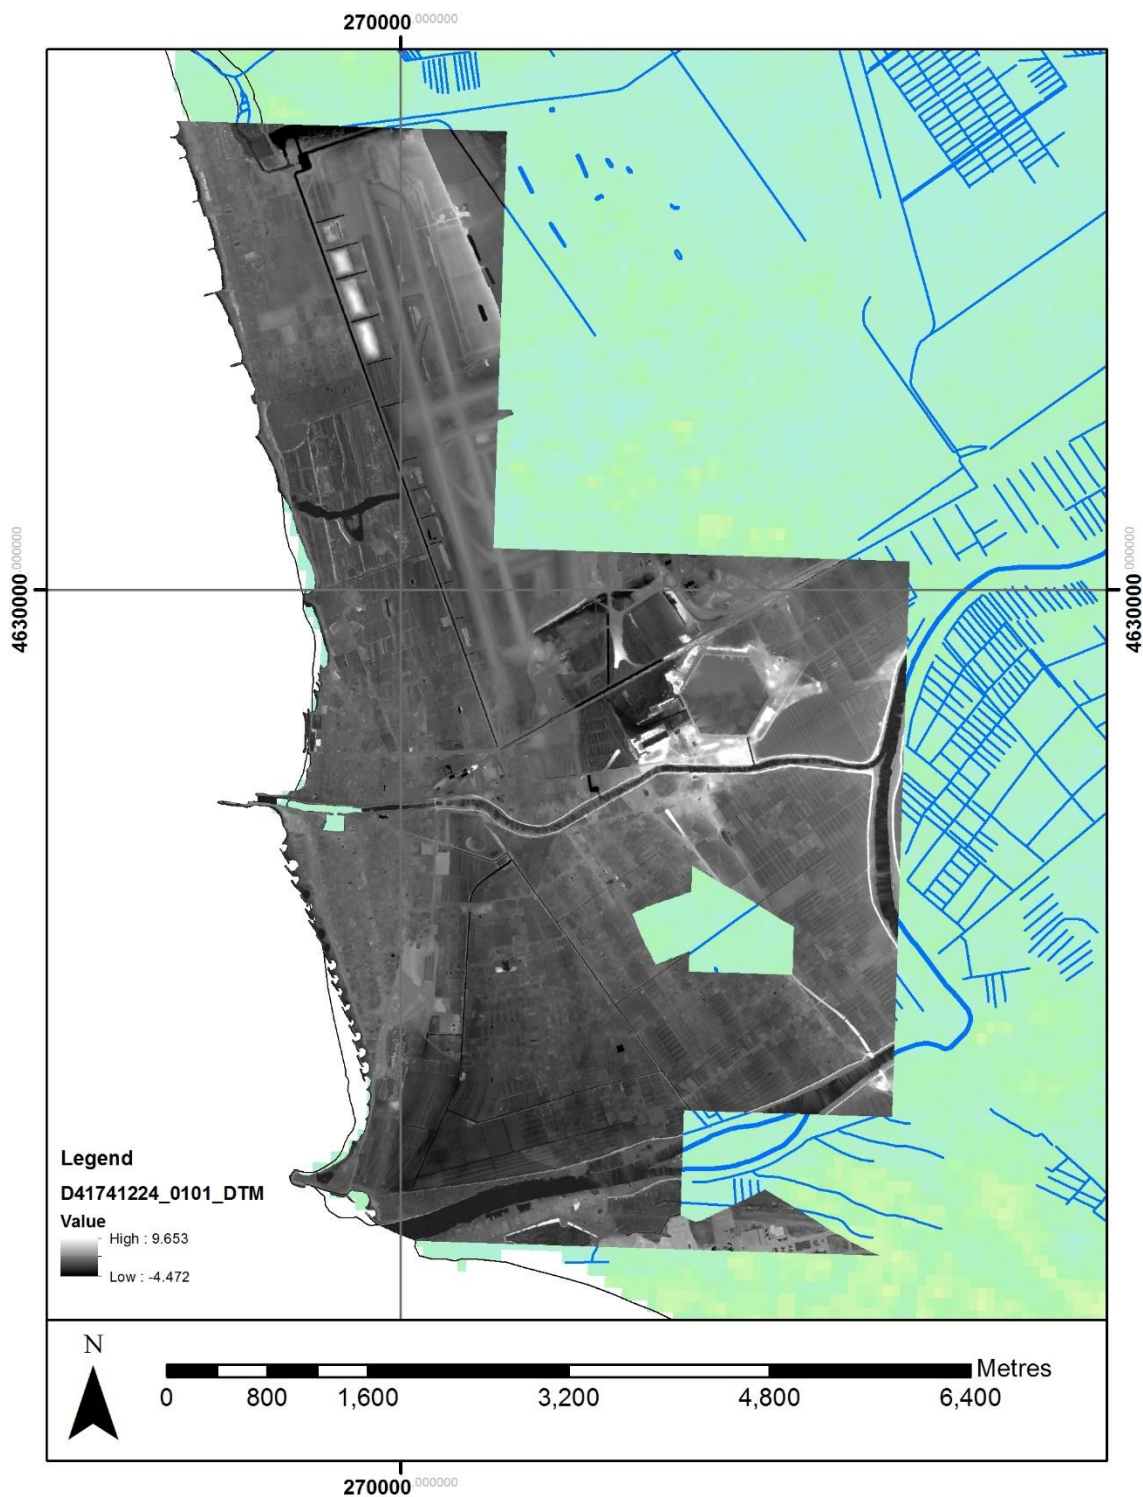 270000.000000
4630000.000000
4630000.000000
Legend
D41741224_0101_DTM
Value
High : 9.653
Low : -4.472
N
Metres
0 800 1,600 3,200 4,800 6,400
270000.000000